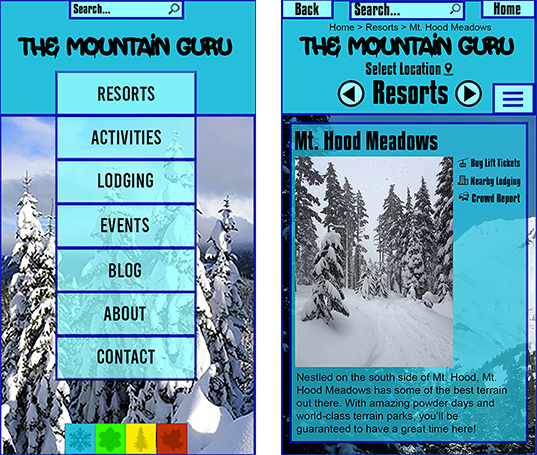 Search...
THE MOUNTAIN GURU
RESORTS
ACTIVITIES
LODGING
EVENTS
BLOG
ABOUT
CONTACT
Back
Search...
Home
Home > Resorts > Mt. Hood Meadows
THE MOUNTAIN GURU
Select Location
Resorts
Mt. Hood Meadows
Buy Lift Tickets
Nearby Lodging
Crowd Report
Nestled on the south side of Mt. Hood, Mt.
Hood Meadows has some of the best terrain
out there. With amazing powder days and
world-class terrain parks, you'll be
guaranteed to have a great time here!